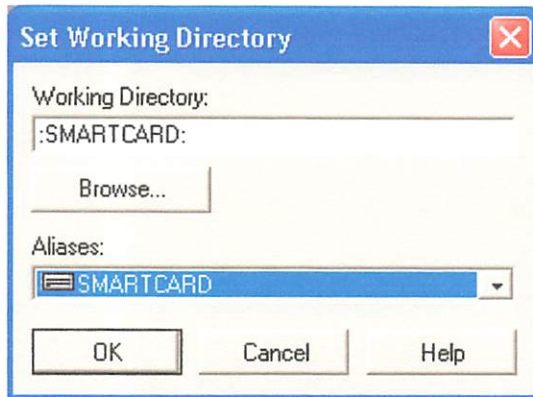 Set Working Directory
Working Directory:
:SMARTCARD:
Browse...
Aliases:
SMARTCARD
OK
Cancel
Help